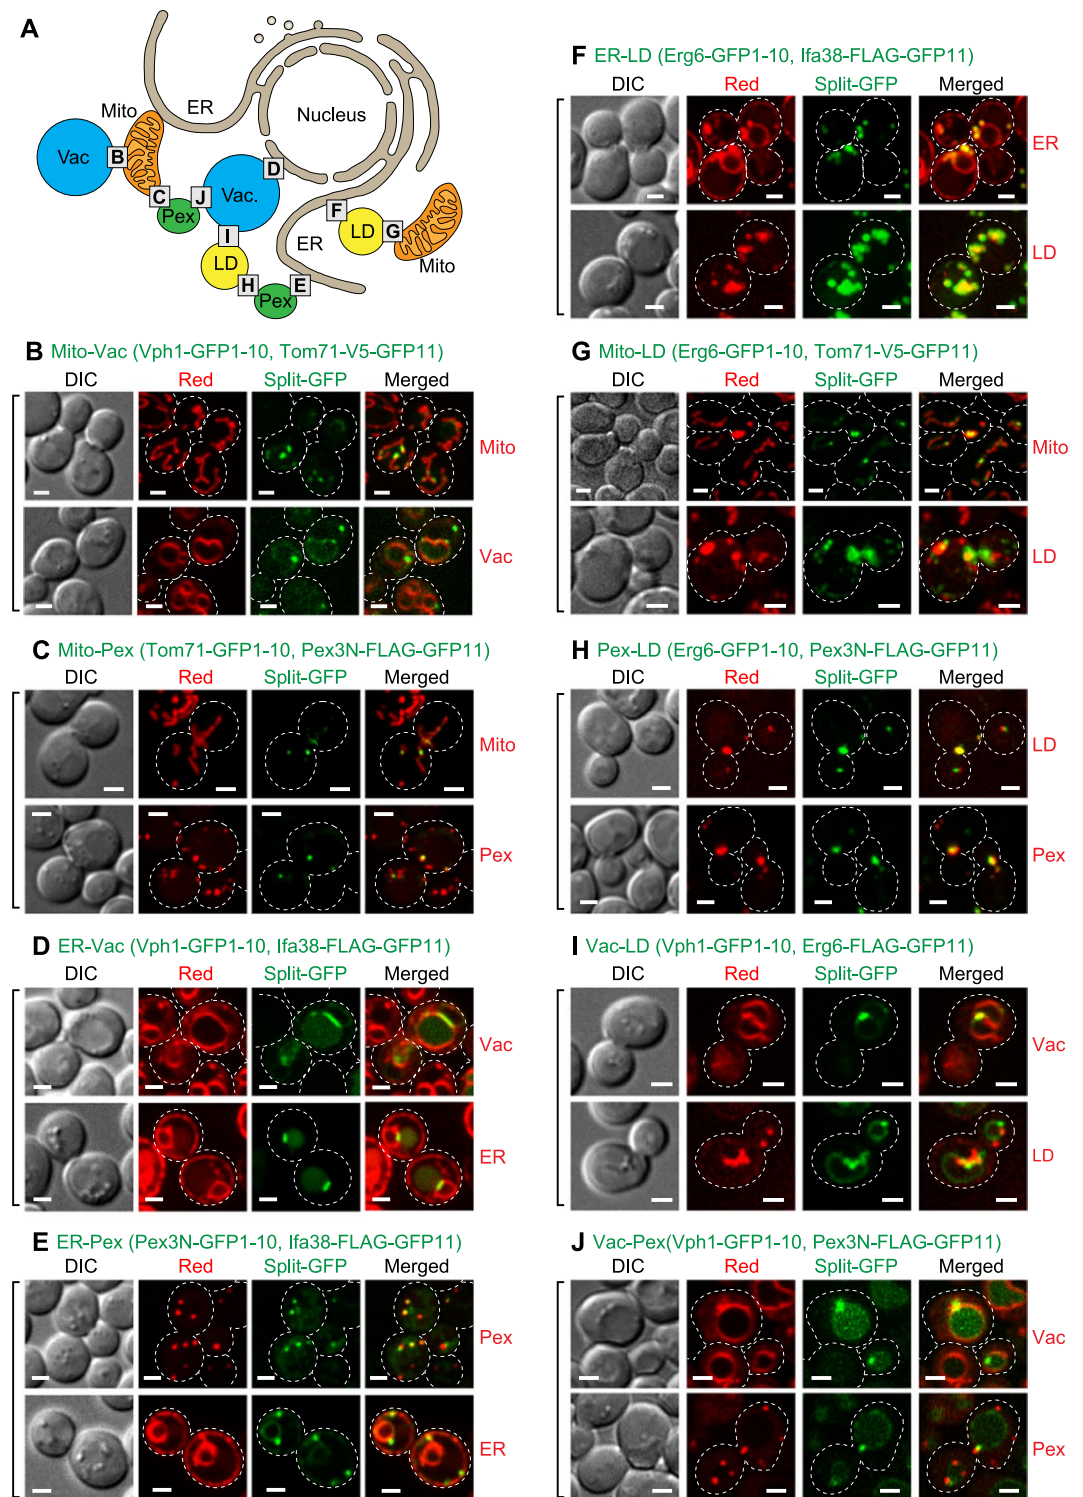 A
Mito
ER
Nucleus
Vac
B
D
C
J
Vac.
Pex
F
I
ER
LD
G
LD
H
E
Pex
Mito
B Mito-Vac (Vph1-GFP1-10, Tom71-V5-GFP11)
DIC Red Split-GFP Merged
Mito
Vac
C Mito-Pex (Tom71-GFP1-10, Pex3N-FLAG-GFP11)
DIC Red Split-GFP Merged
Mito
Pex
D ER-Vac (Vph1-GFP1-10, Ifa38-FLAG-GFP11)
DIC Red Split-GFP Merged
Vac
ER
E ER-Pex (Pex3N-GFP1-10, Ifa38-FLAG-GFP11)
DIC Red Split-GFP Merged
Pex
ER
F ER-LD (Erg6-GFP1-10, Ifa38-FLAG-GFP11)
DIC Red Split-GFP Merged
ER
LD
G Mito-LD (Erg6-GFP1-10, Tom71-V5-GFP11)
DIC Red Split-GFP Merged
Mito
LD
H Pex-LD (Erg6-GFP1-10, Pex3N-FLAG-GFP11)
DIC Red Split-GFP Merged
LD
Pex
I Vac-LD (Vph1-GFP1-10, Erg6-FLAG-GFP11)
DIC Red Split-GFP Merged
Vac
LD
J Vac-Pex(Vph1-GFP1-10, Pex3N-FLAG-GFP11)
DIC Red Split-GFP Merged
Vac
Pex